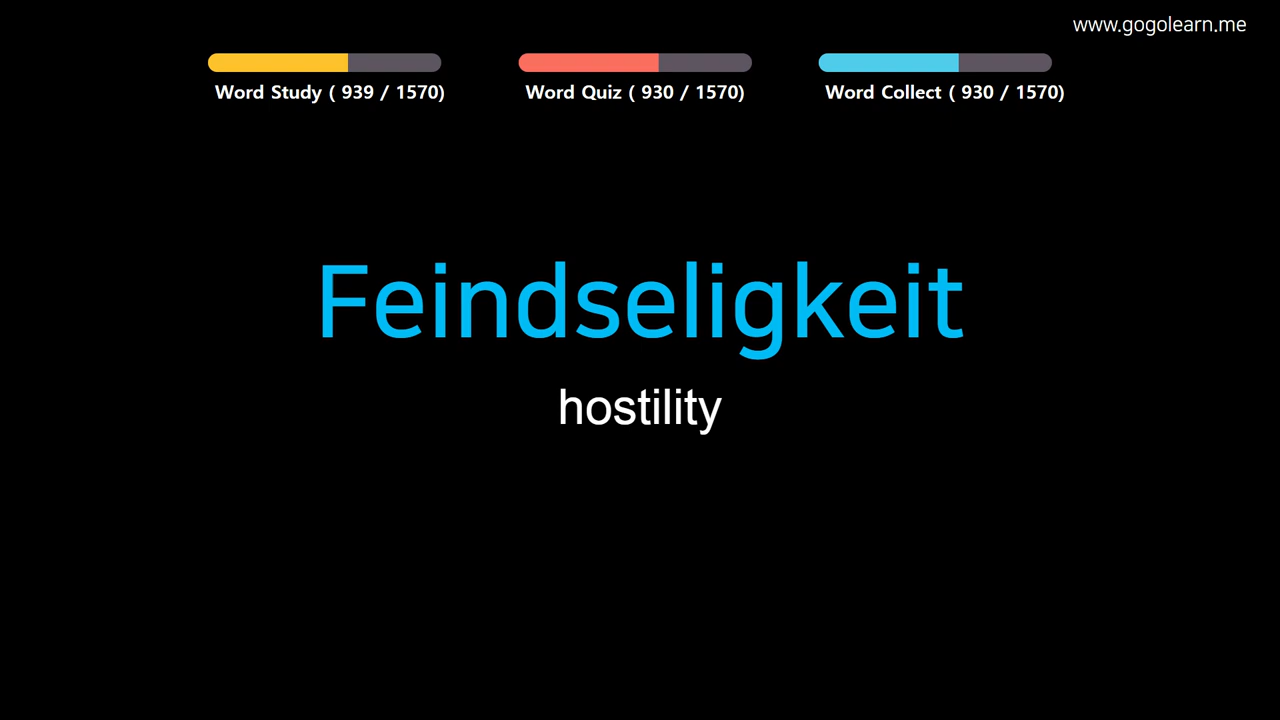 www.gogolearn.me
Word Study ( 939 / 1570)
Word Quiz ( 930 / 1570)
Word Collect ( 930 / 1570)
Feindseligkeit
hostility